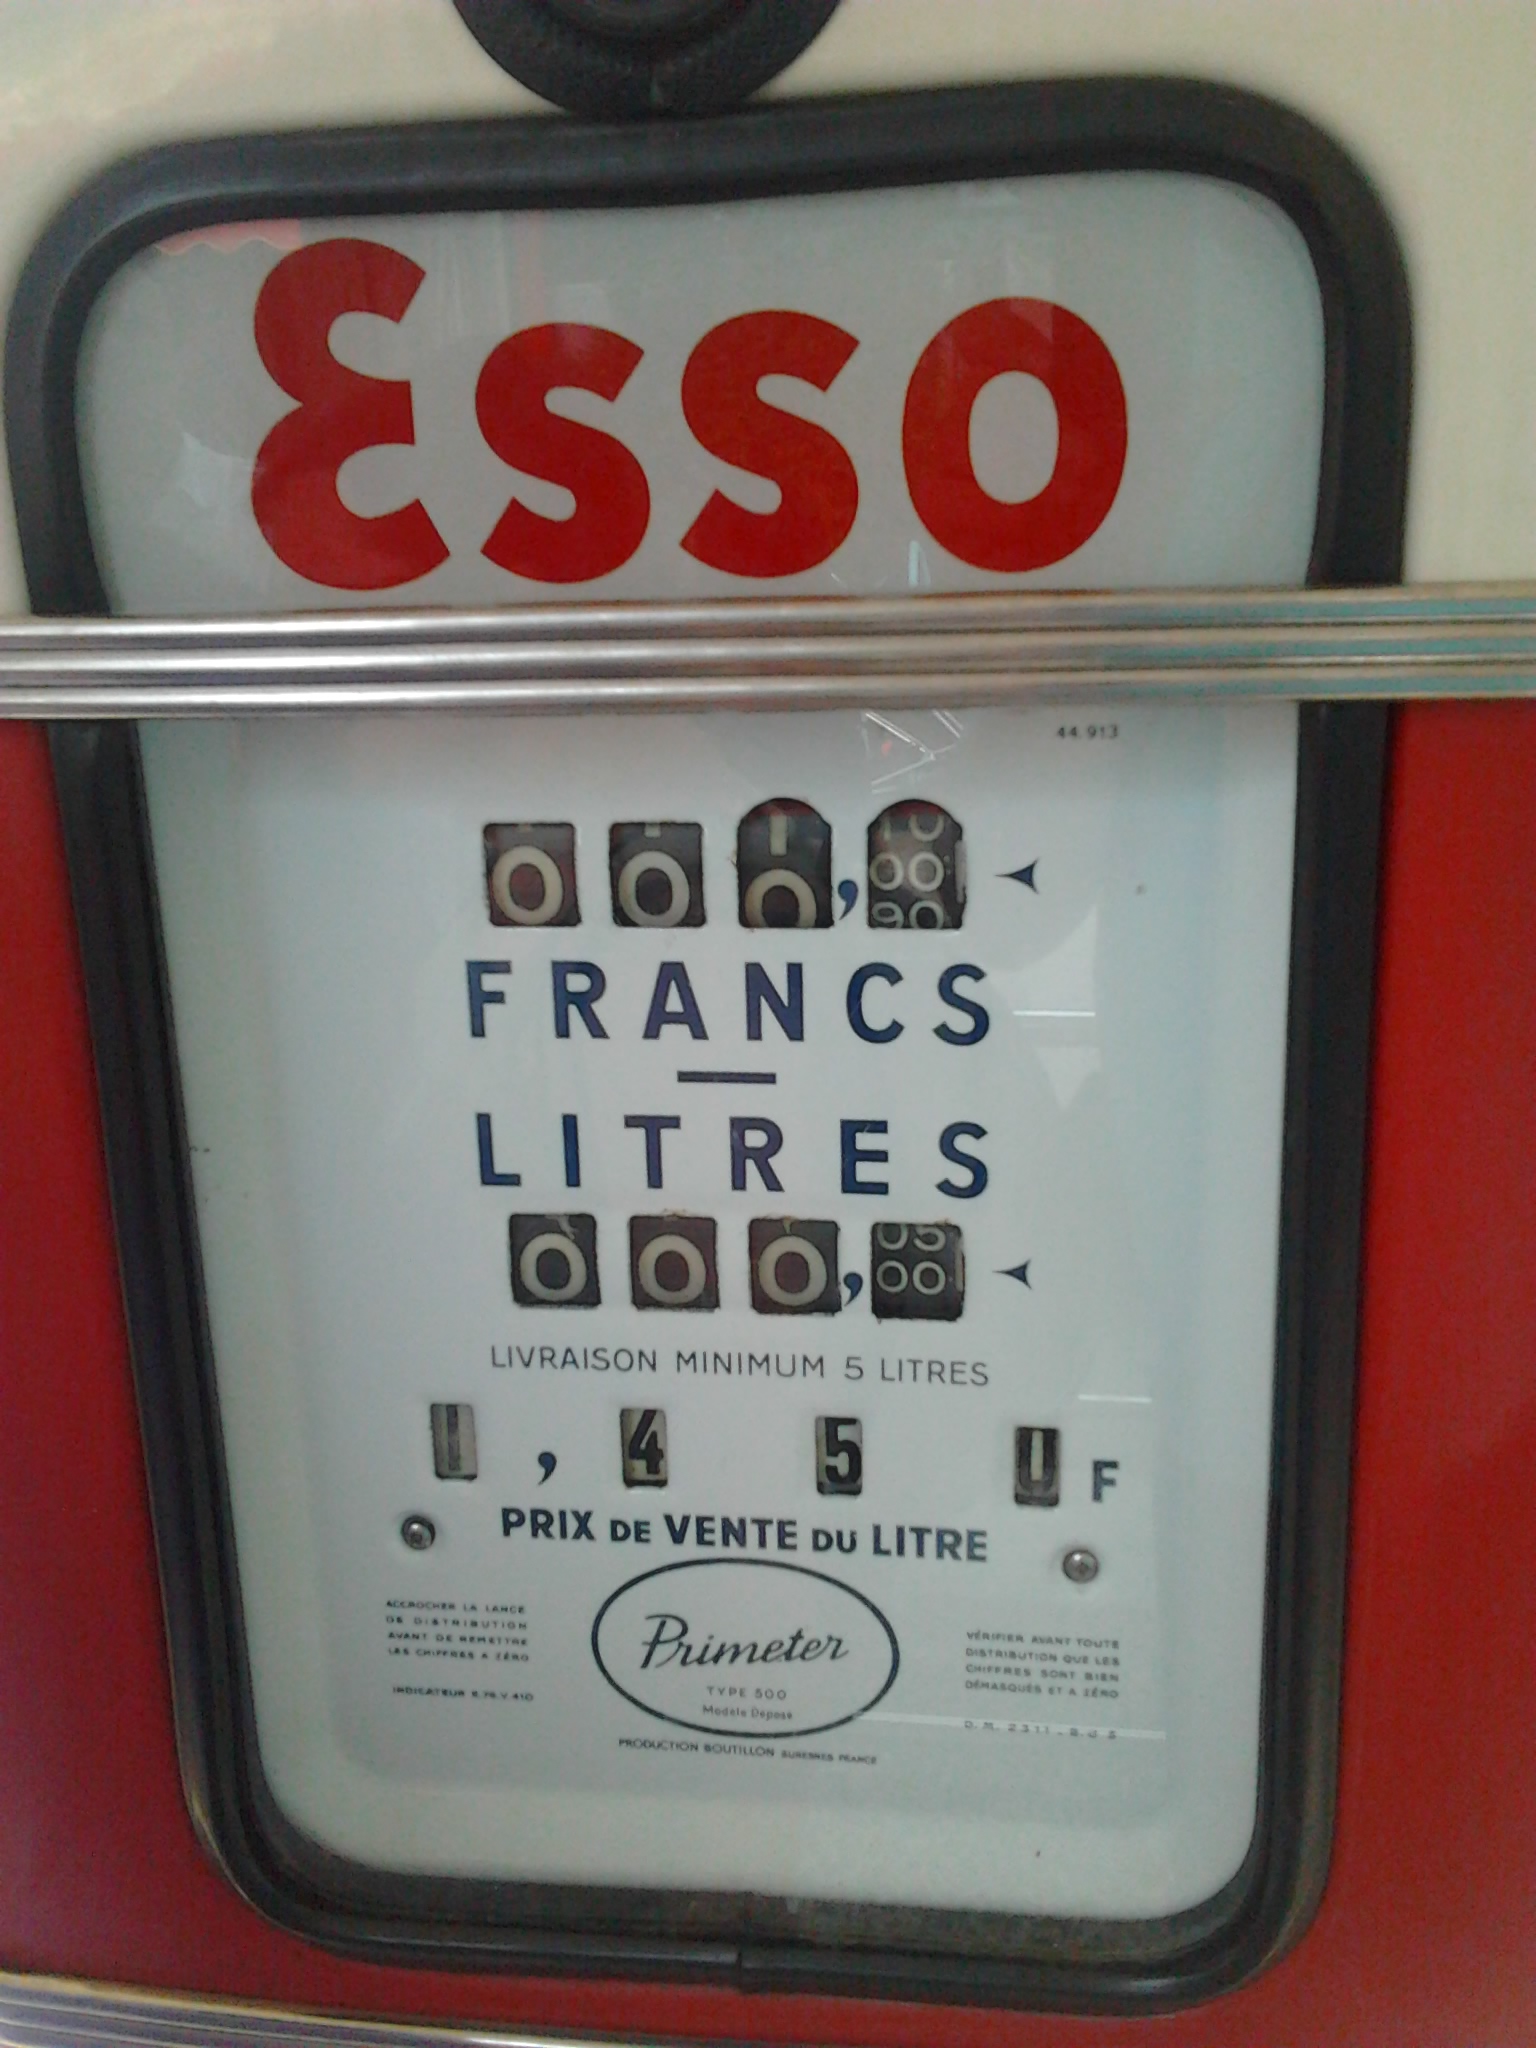 Esso
44.913
000,00
FRANCS
LITRES
000,00
LIVRAISON MINIMUM 5 LITRES
1,45 F
PRIX DE VENTE DU LITRE
ACCROCHER LA LANCE
DE DISTRIBUTION
AVANT DE REMETTRE
LES CHIFFRES A ZÉRO
INDICATEUR
Primeter
TYPE 500
Modèle Déposé
VÉRIFIER AVANT TOUTE
DISTRIBUTION QUE LES
CHIFFRES SONT BIEN
DÉMASQUÉS ET A ZÉRO
PRODUCTION BOUTILLON SURESNES FRANCE